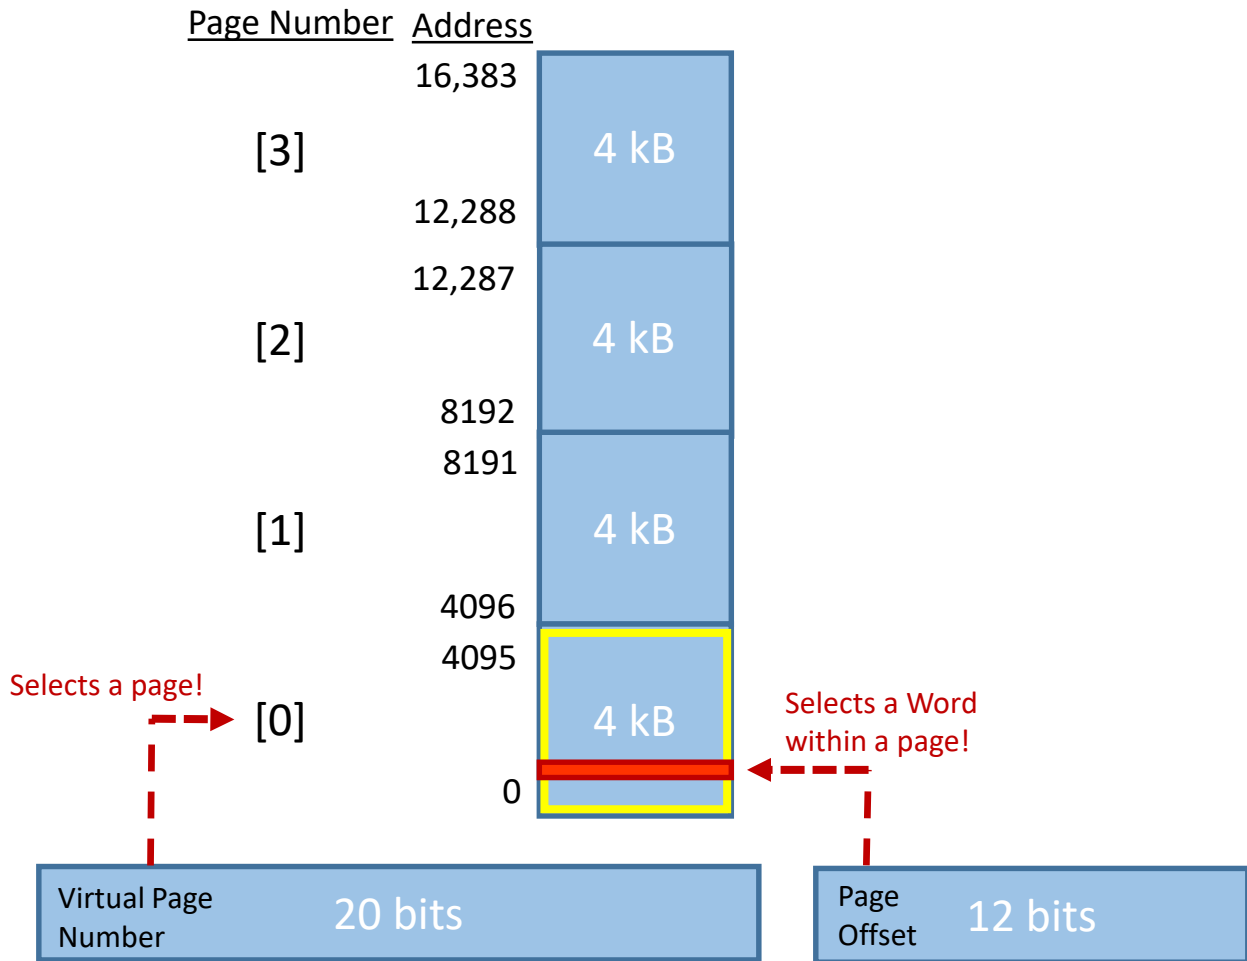 Page Number Address
16,383
[3] 4 kB
12,288
12,287
[2] 4 kB
8192
8191
[1] 4 kB
4096
4095
Selects a page!
[0] 4 kB
Selects a Word
within a page!
0
Virtual Page
Number
20 bits
Page
Offset
12 bits